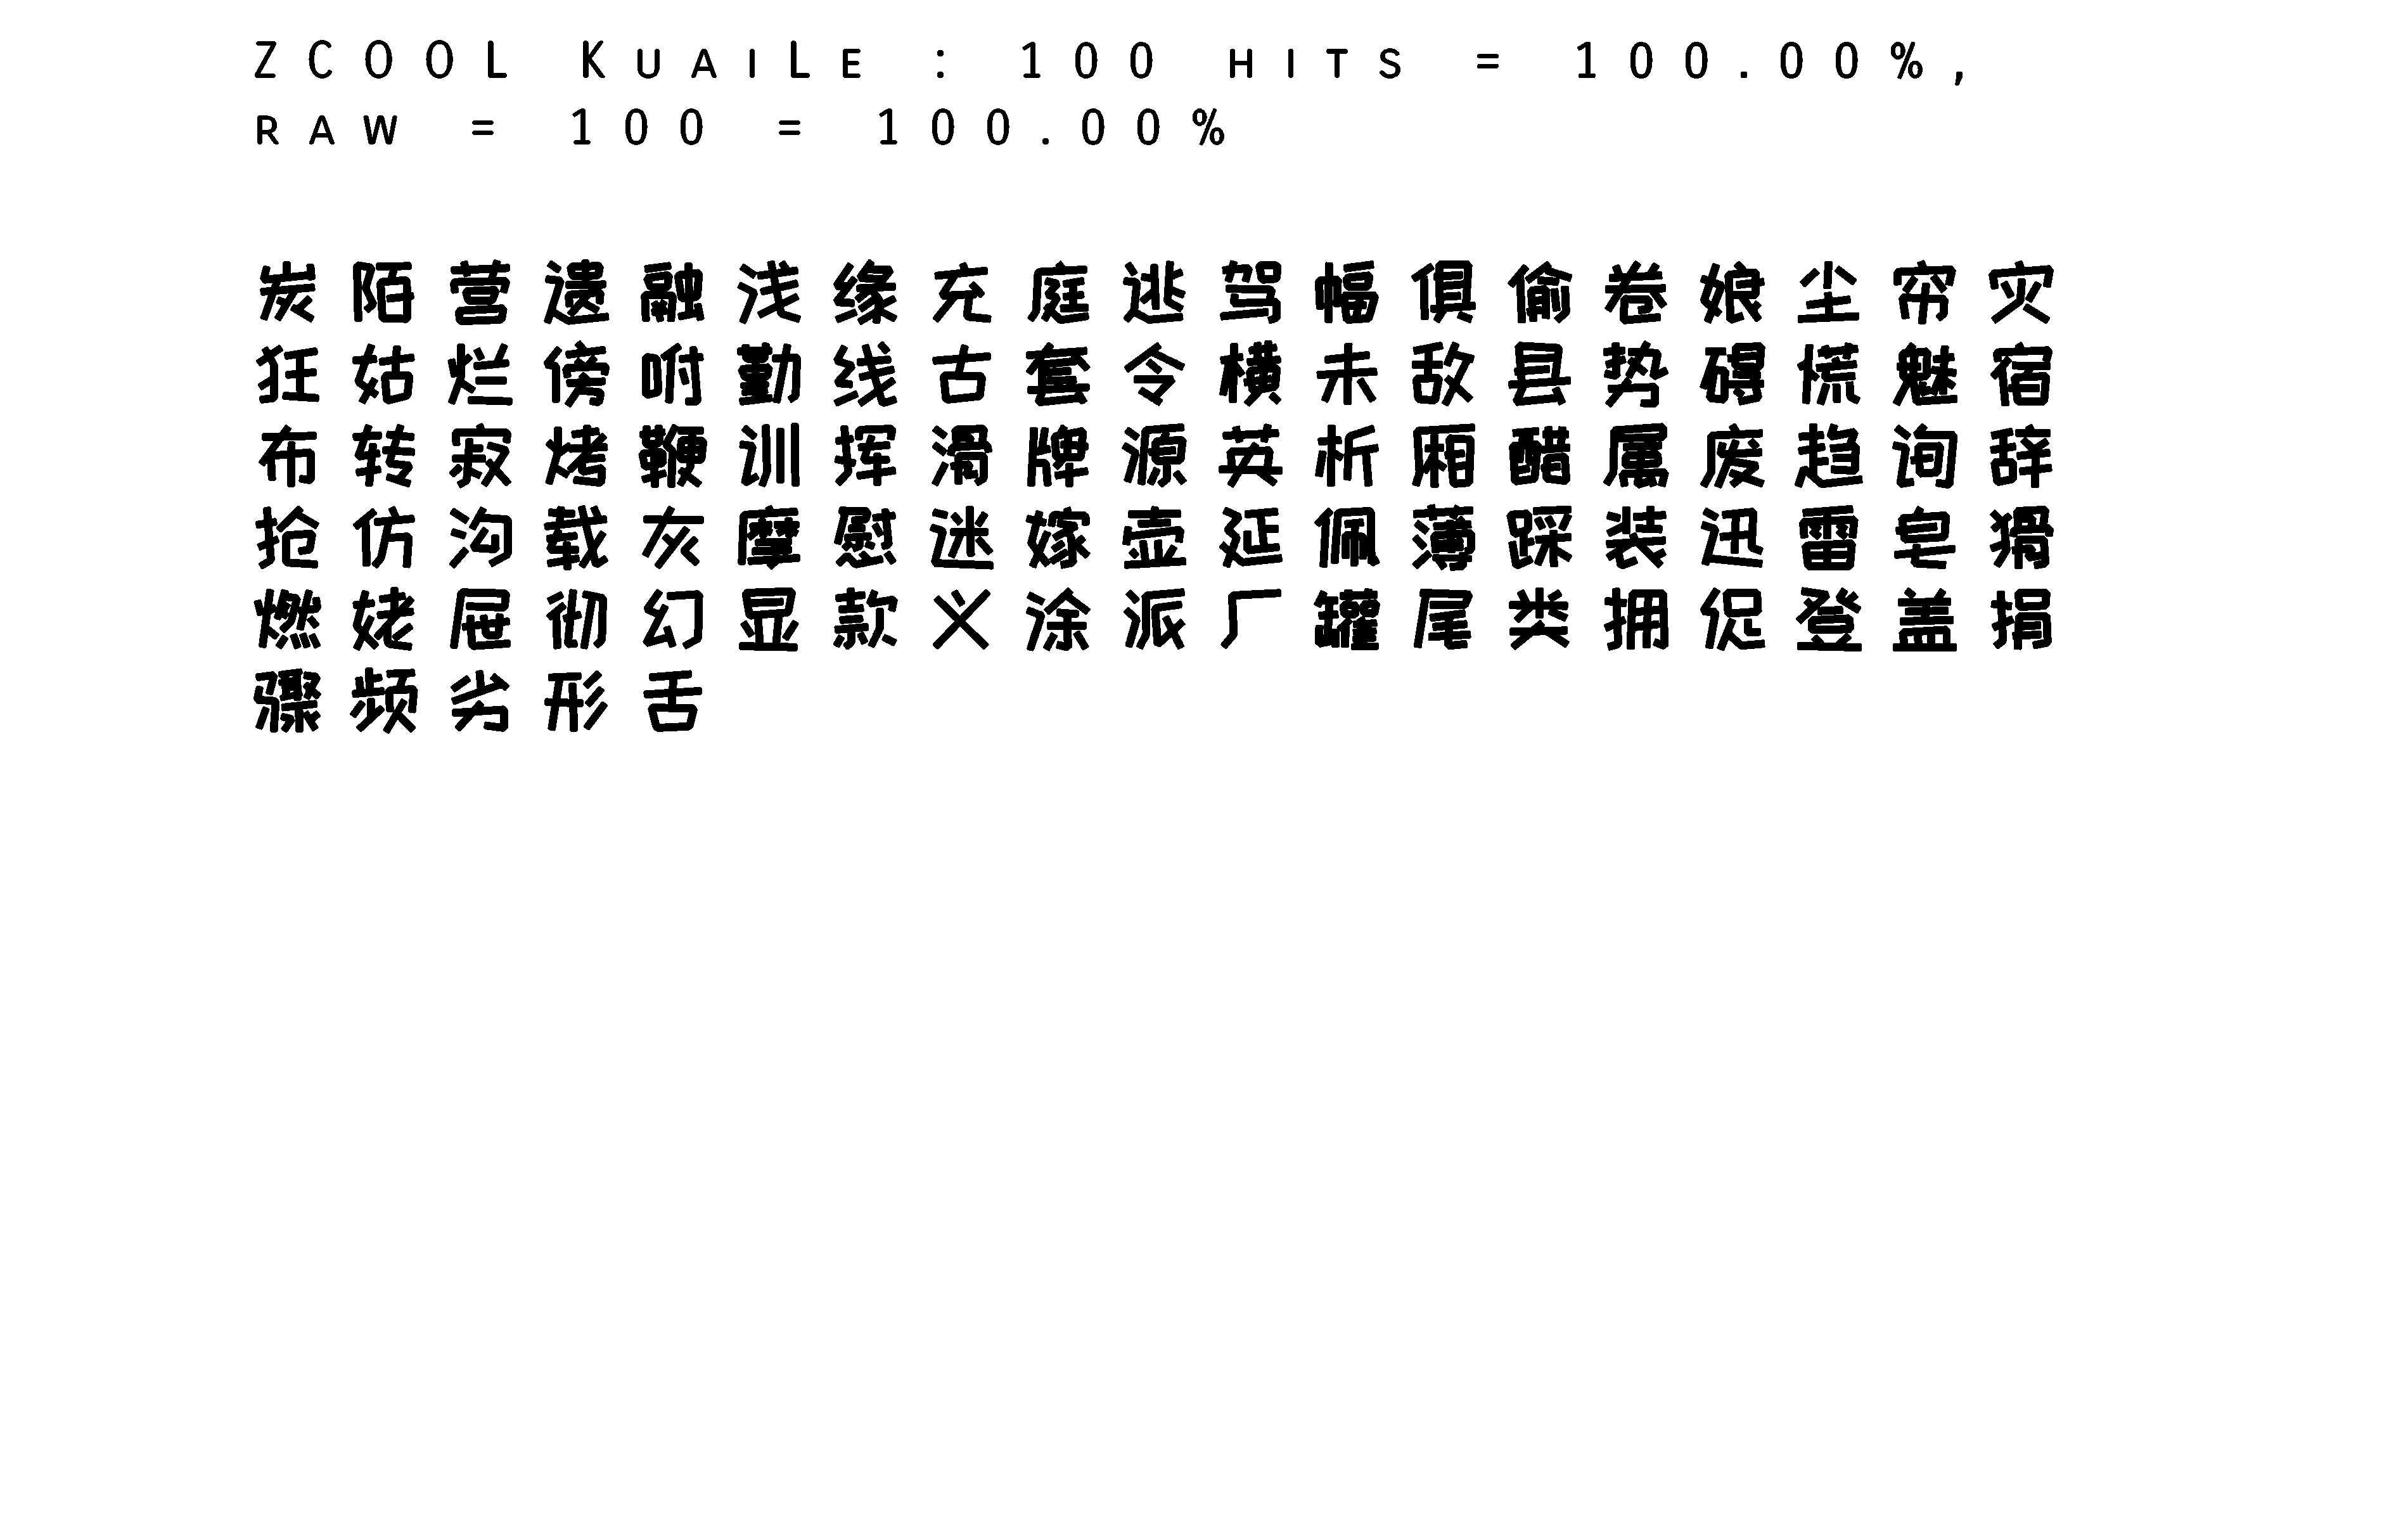 ZCOOL KuaiLe : 100 hits = 100.00%,
raw = 100 = 100.00%
炭陌营遗融浅缘充庭逃驾幅俱偷卷娘尘帘灾
狂姑烂傍咐勤线古套令横未敌县势碍慌魅宿
布转寂烤鞭训挥滑牌源英析厢醋属废趋询辞
抢仿沟载灰摩慰迷嫁壶延佩薄踩装迅雷皂猾
燃姥屉彻幻显款义涂派厂罐尾类拥促登盖捐
骤频劣形舌